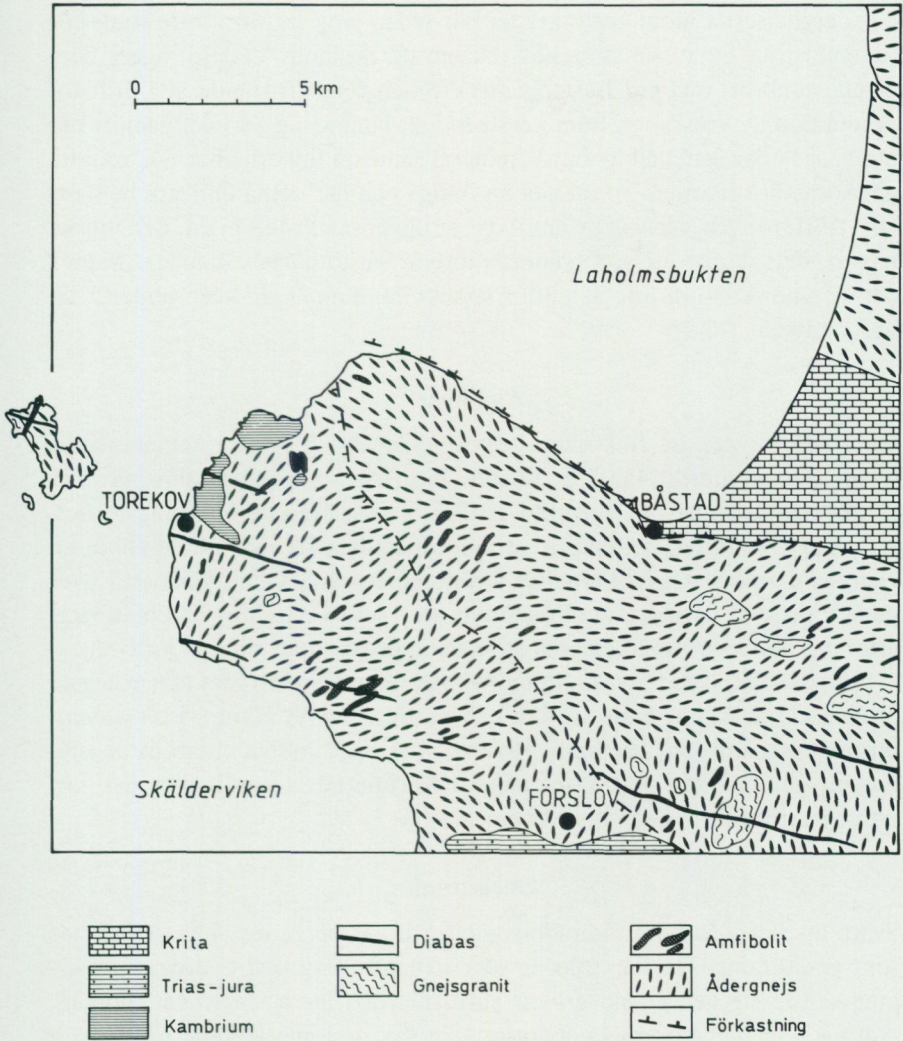 0 5 km
Laholmsbukten
TOREKOV
BÅSTAD
Skälderviken
FÖRSLÖV
Krita
Diabas
Amfibolit
Trias-jura
Gnejsgranit
Ådergnejs
Kambrium
Förkastning